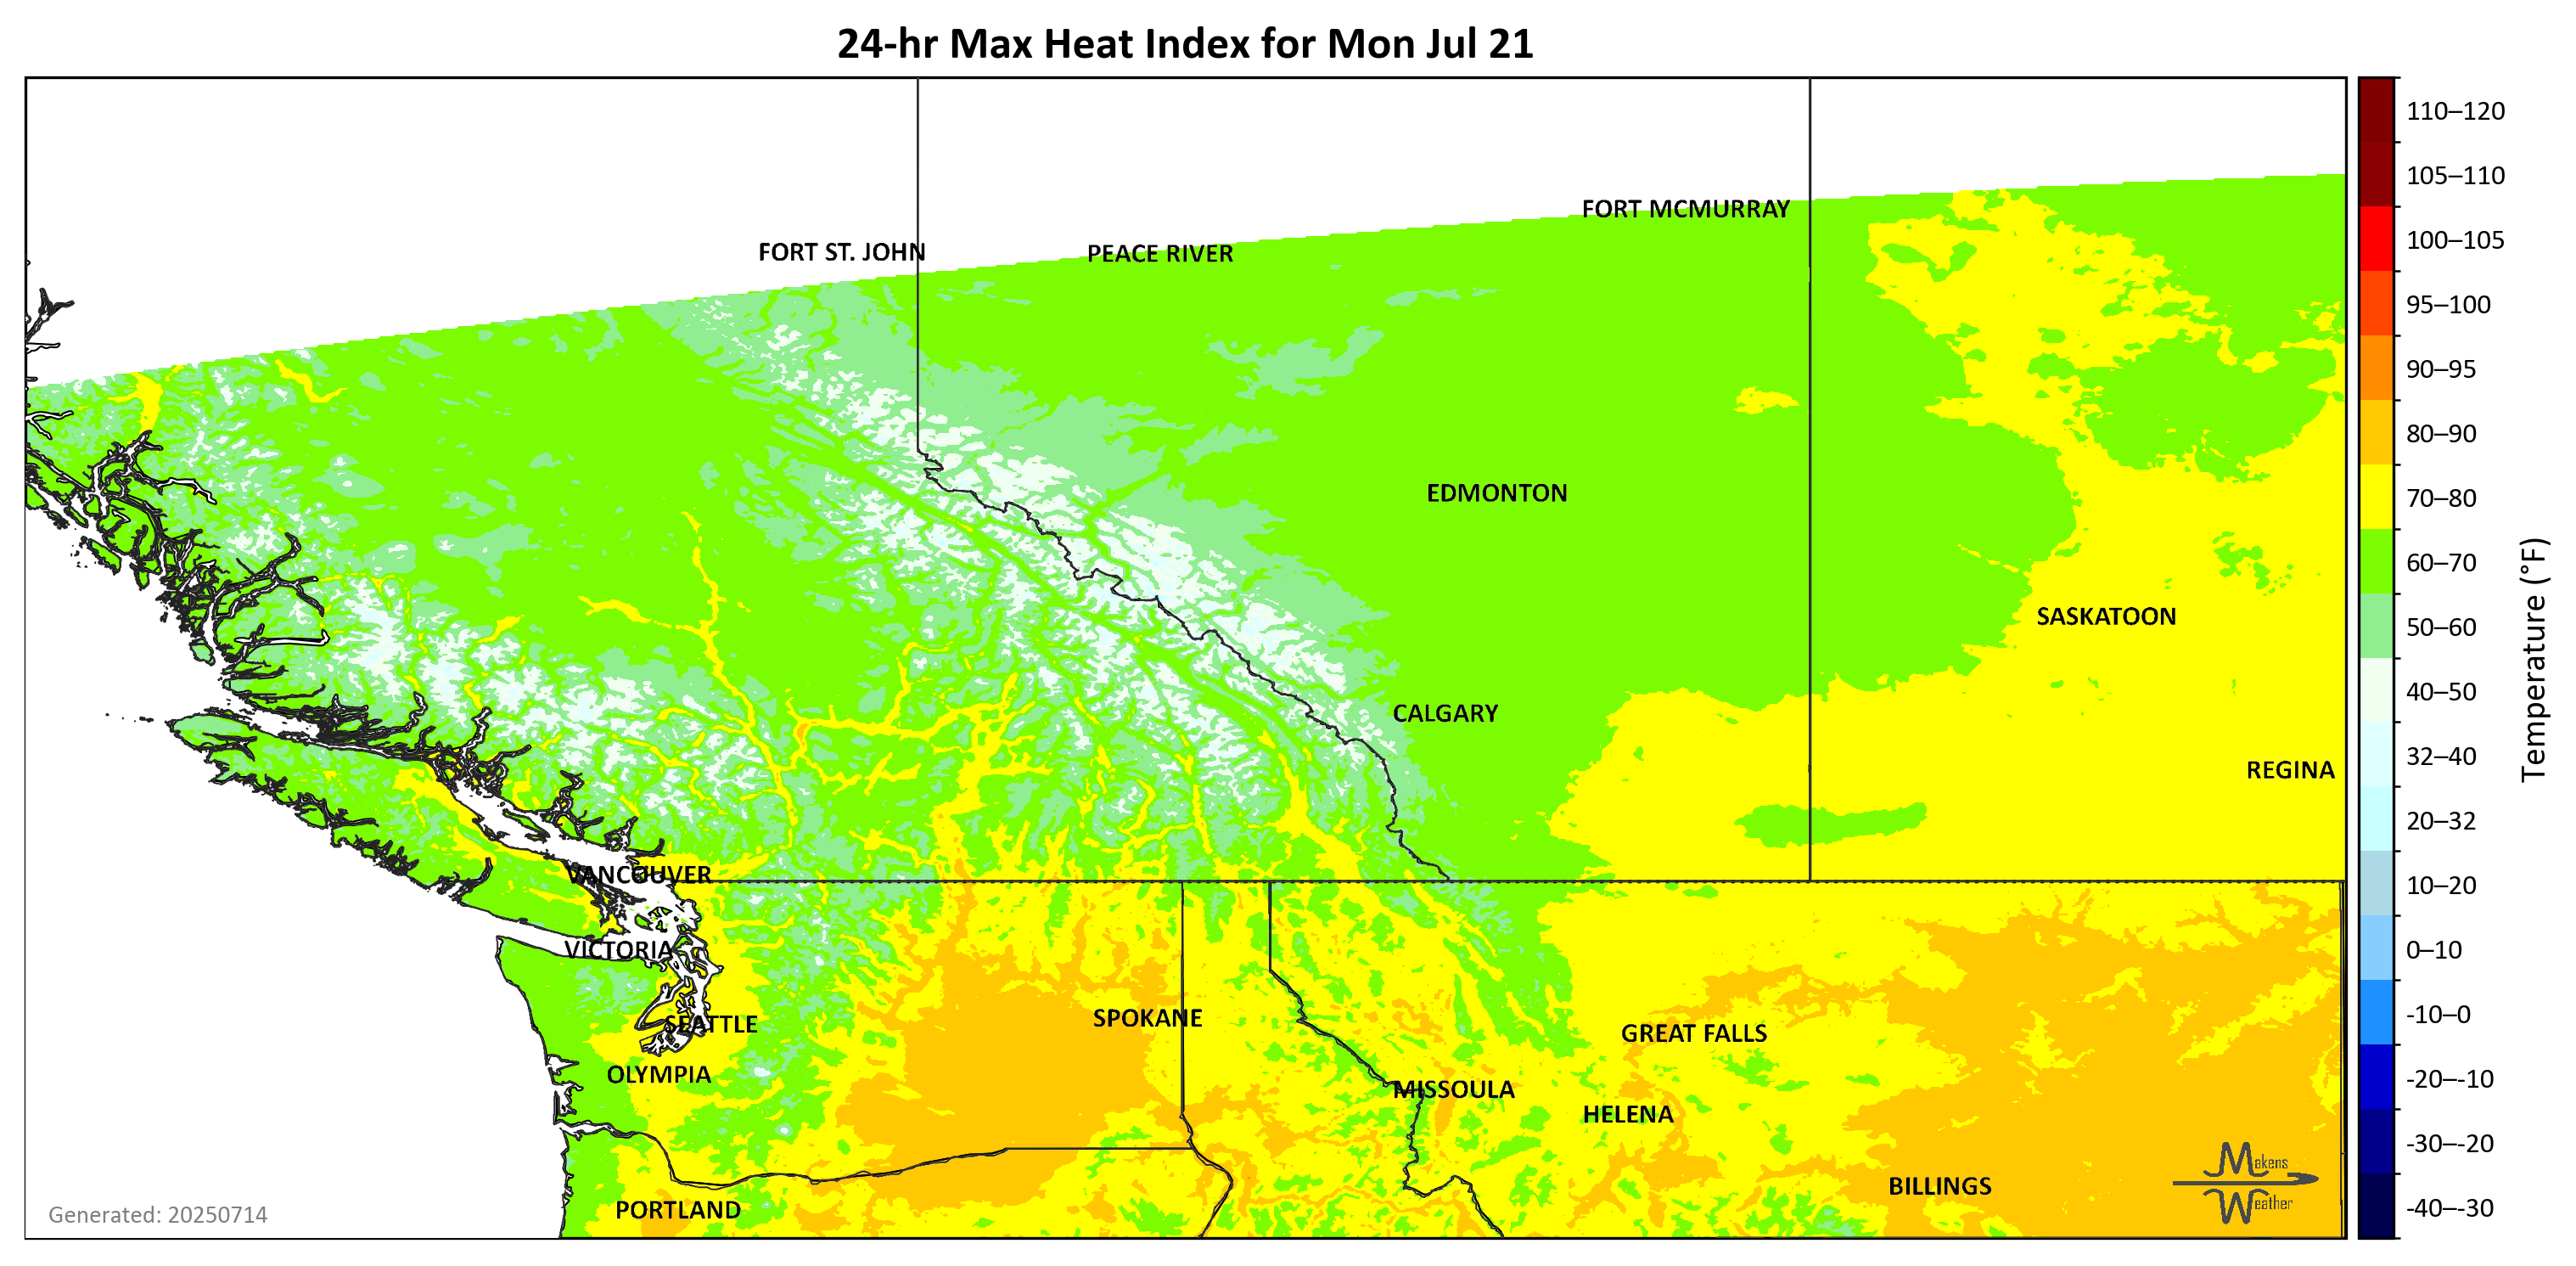 24-hr Max Heat Index for Mon Jul 21
FORT MCMURRAY
FORT ST. JOHN
PEACE RIVER
EDMONTON
SASKATOON
CALGARY
REGINA
VANCOUVER
VICTORIA
SEATTLE
SPOKANE
GREAT FALLS
OLYMPIA
MISSOULA
HELENA
BILLINGS
PORTLAND
Makens
Weather
Generated: 20250714
110–120
105–110
100–105
95–100
90–95
80–90
70–80
60–70
50–60
40–50
32–40
20–32
10–20
0–10
-10–0
-20–-10
-30–-20
-40–-30
Temperature (°F)